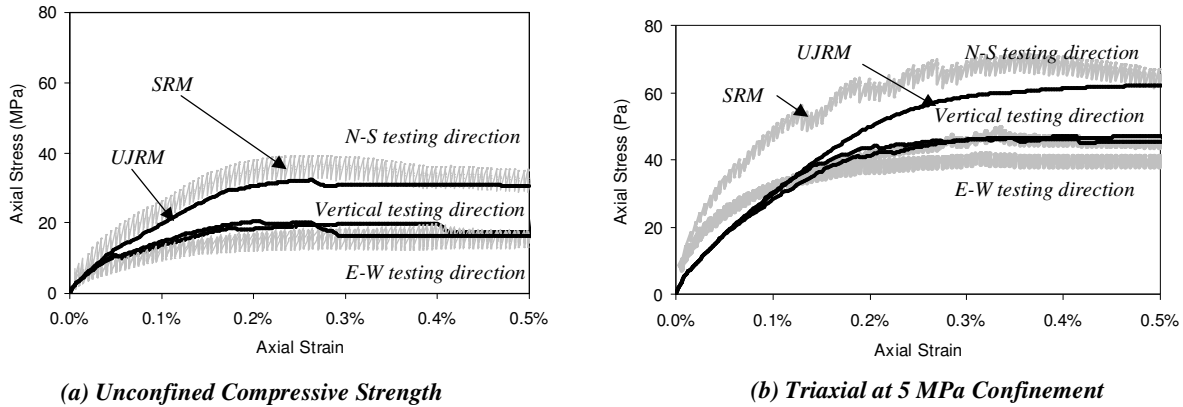 80
60
40
20
0
Axial Stress (MPa)
SRM
UJRM
N-S testing direction
Vertical testing direction
E-W testing direction
0.0% 0.1% 0.2% 0.3% 0.4% 0.5%
Axial Strain
(a) Unconfined Compressive Strength
80
60
40
20
0
Axial Stress (Pa)
UJRM
N-S testing direction
SRM
Vertical testing direction
E-W testing direction
0.0% 0.1% 0.2% 0.3% 0.4% 0.5%
Axial Strain
(b) Triaxial at 5 MPa Confinement